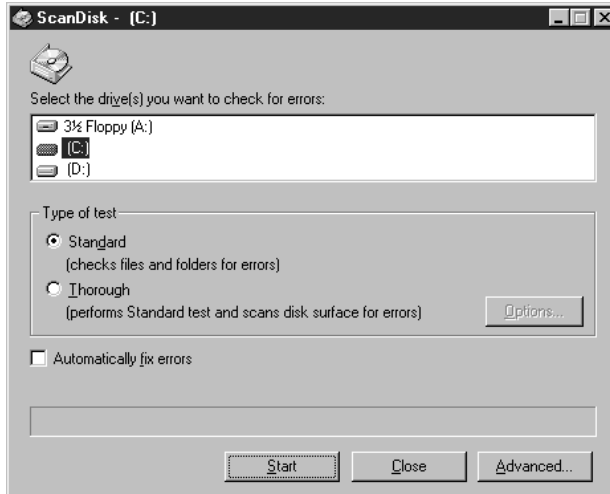 ScanDisk - (C:)
Select the drive(s) you want to check for errors:
3½ Floppy (A:)
(C:)
(D:)
Type of test
Standard
(checks files and folders for errors)
Thorough
(performs Standard test and scans disk surface for errors)
Options...
Automatically fix errors
Start Close Advanced...